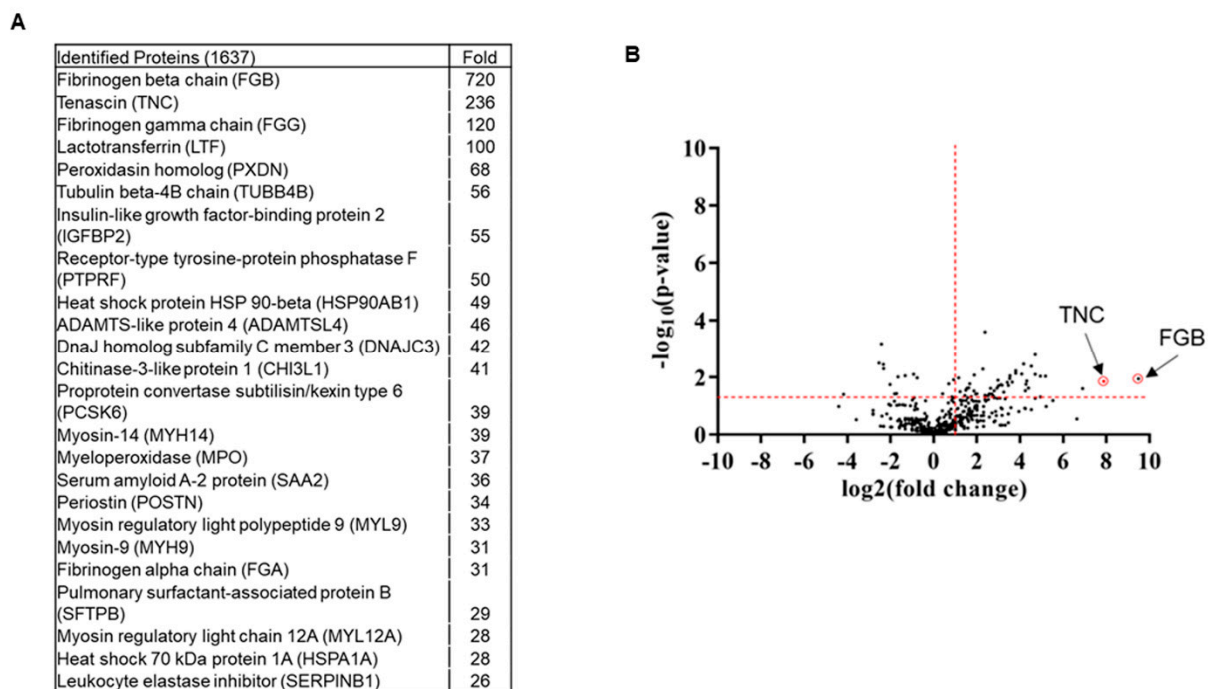 A
Identified Proteins (1637) Fold
Fibrinogen beta chain (FGB) 720
Tenascin (TNC) 236
Fibrinogen gamma chain (FGG) 120
Lactotransferrin (LTF) 100
Peroxidasin homolog (PXDN) 68
Tubulin beta-4B chain (TUBB4B) 56
Insulin-like growth factor-binding protein 2
(IGFBP2) 55
Receptor-type tyrosine-protein phosphatase F
(PTPRF) 50
Heat shock protein HSP 90-beta (HSP90AB1) 49
ADAMTS-like protein 4 (ADAMTSL4) 46
DnaJ homolog subfamily C member 3 (DNAJC3) 42
Chitinase-3-like protein 1 (CHI3L1) 41
Proprotein convertase subtilisin/kexin type 6
(PCSK6) 39
Myosin-14 (MYH14) 39
Myeloperoxidase (MPO) 37
Serum amyloid A-2 protein (SAA2) 36
Periostin (POSTN) 34
Myosin regulatory light polypeptide 9 (MYL9) 33
Myosin-9 (MYH9) 31
Fibrinogen alpha chain (FGA) 31
Pulmonary surfactant-associated protein B
(SFTPB) 29
Myosin regulatory light chain 12A (MYL12A) 28
Heat shock 70 kDa protein 1A (HSPA1A) 28
Leukocyte elastase inhibitor (SERPINB1) 26
B
-log10(p-value)
10
8
6
4
2
0
TNC
FGB
-10 -8 -6 -4 -2 0 2 4 6 8 10
log2(fold change)